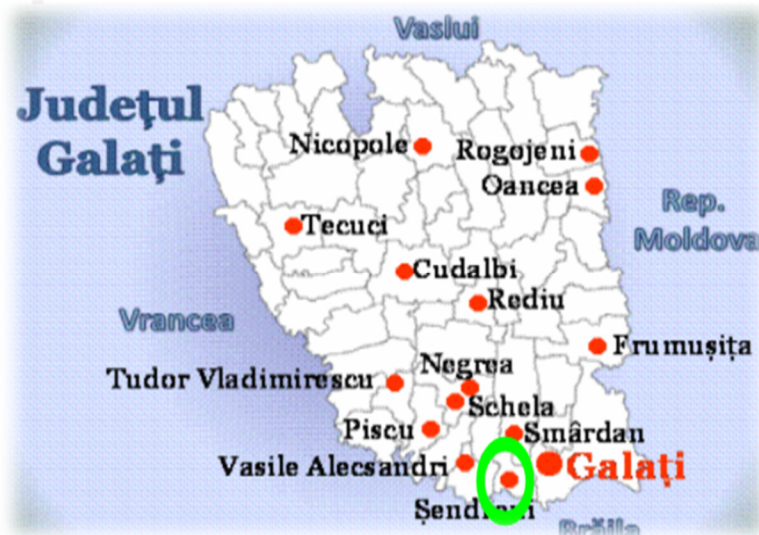 Vaslui
Județul
Galați
Nicopole
Rogojeni
Oancea
Rep.
Moldova
Tecuci
Cudalbi
Rediu
Vrancea
Frumușița
Negrea
Tudor Vladimirescu
Schela
Piscu
Smârdan
Vasile Alecsandri
Galați
Brăila